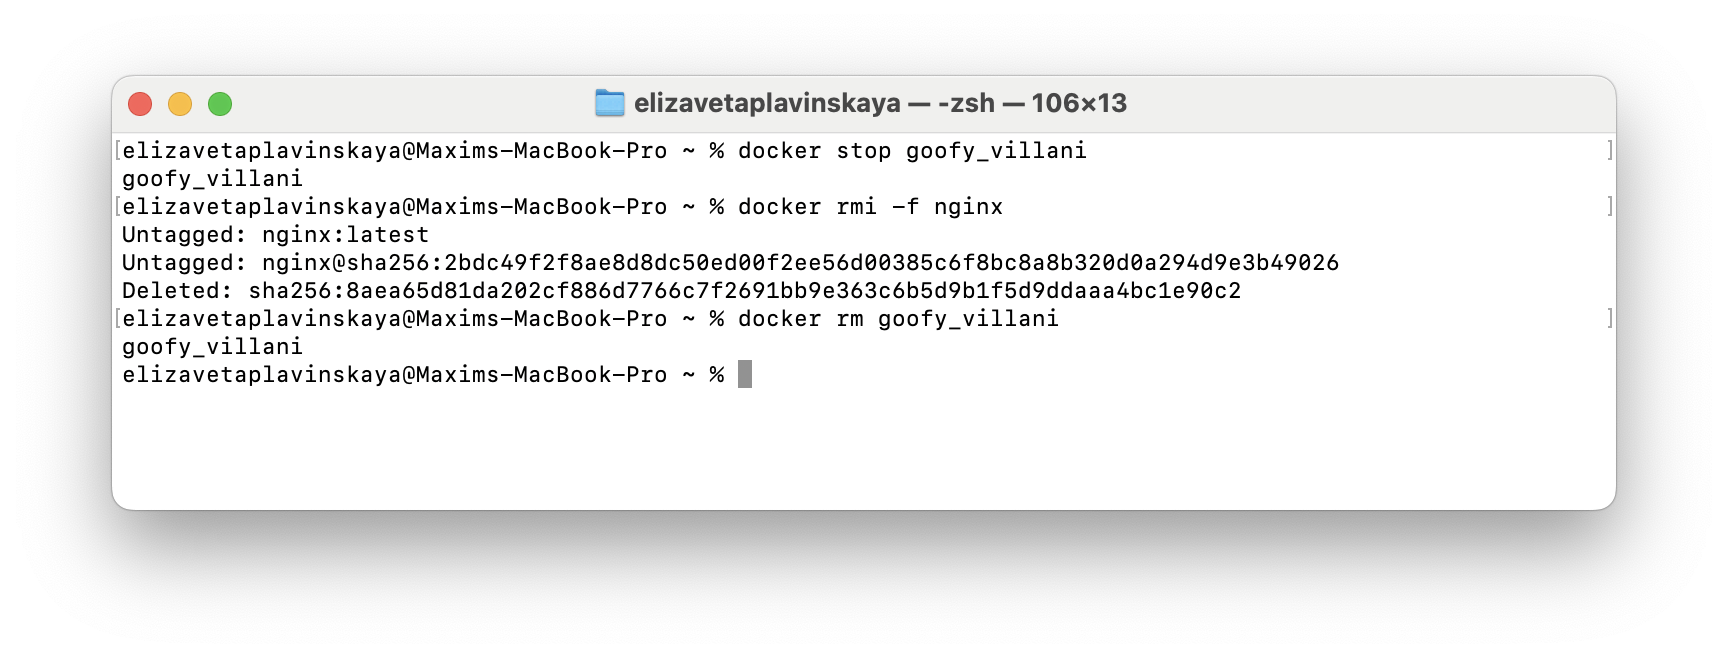 elizavetaplavinskaya — -zsh — 106×13
[elizavetaplavinskaya@Maxims-MacBook-Pro ~ % docker stop goofy_villani ]
goofy_villani
[elizavetaplavinskaya@Maxims-MacBook-Pro ~ % docker rmi -f nginx ]
Untagged: nginx:latest
Untagged: nginx@sha256:2bdc49f2f8ae8d8dc50ed00f2ee56d00385c6f8bc8a8b320d0a294d9e3b49026
Deleted: sha256:8aea65d81da202cf886d7766c7f2691bb9e363c6b5d9b1f5d9ddaaa4bc1e90c2
[elizavetaplavinskaya@Maxims-MacBook-Pro ~ % docker rm goofy_villani ]
goofy_villani
elizavetaplavinskaya@Maxims-MacBook-Pro ~ %